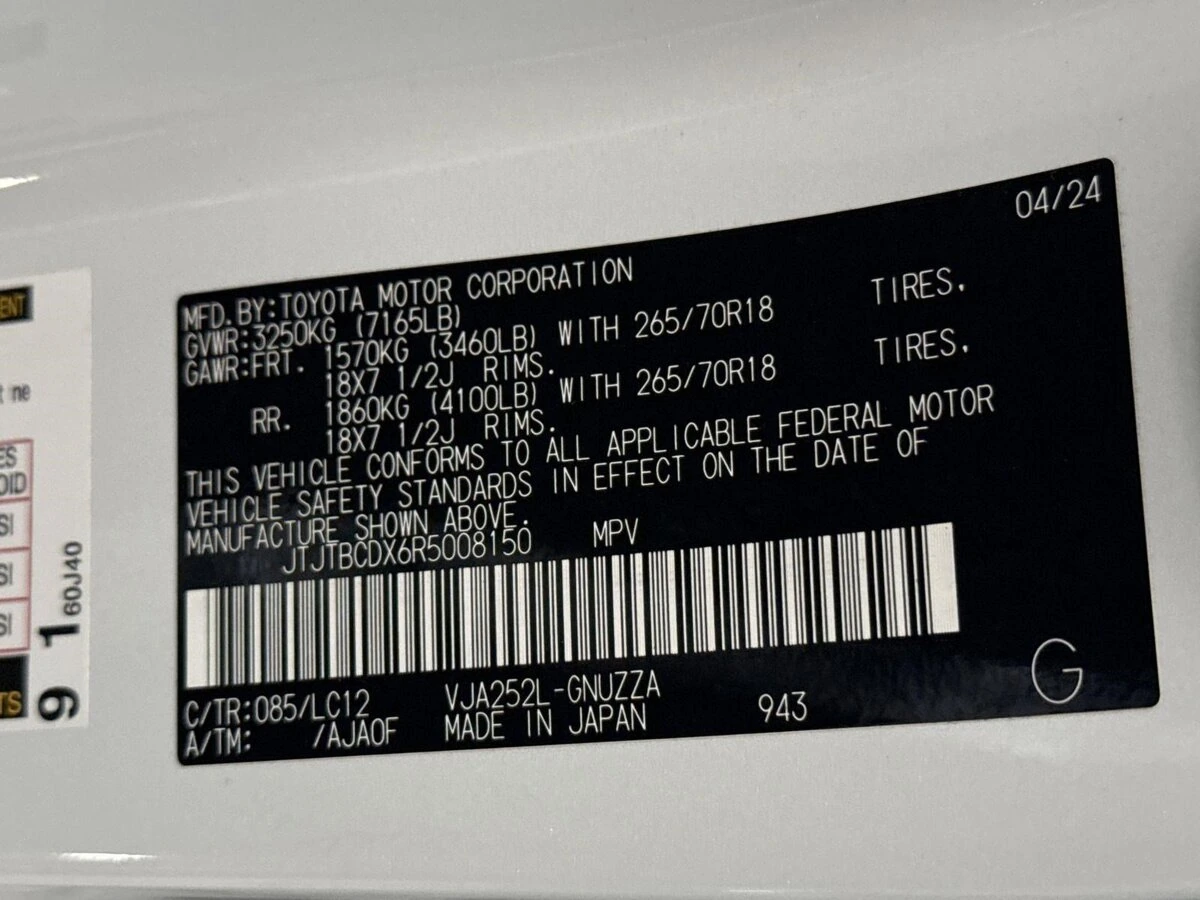 04/24
MFD. BY:TOYOTA MOTOR CORPORATION
GVWR:3250KG (7165LB)
GAWR:FRT. 1570KG (3460LB) WITH 265/70R18 TIRES.
18X7 1/2J RIMS.
RR. 1860KG (4100LB) WITH 265/70R18 TIRES.
18X7 1/2J RIMS.
THIS VEHICLE CONFORMS TO ALL APPLICABLE FEDERAL MOTOR
VEHICLE SAFETY STANDARDS IN EFFECT ON THE DATE OF
MANUFACTURE SHOWN ABOVE.
JTJTBCDX6R5008150 MPV
C/TR:085/LC12 VJA252L-GNUZZA
A/TM: /AJA0F MADE IN JAPAN 943
G
9 1 60J40